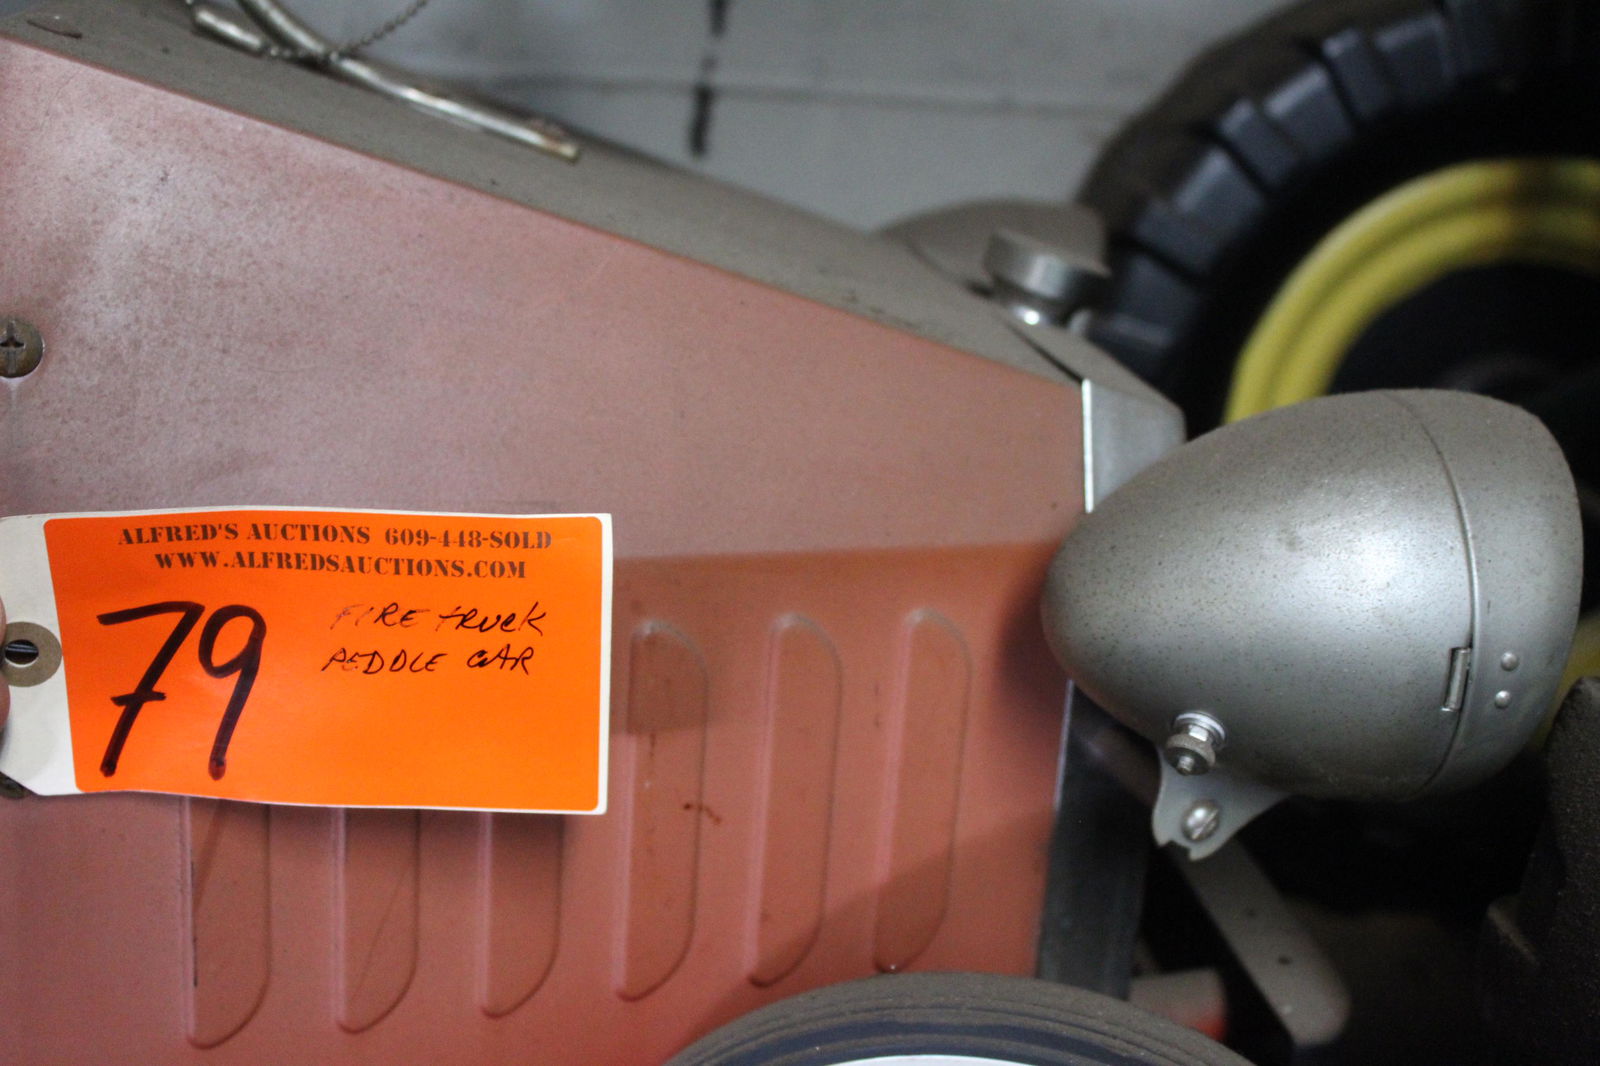 ALFRED'S AUCTIONS 609-448-SOLD
WWW.ALFREDSAUCTIONS.COM
79
FIRE TRUCK
PEDDLE CAR